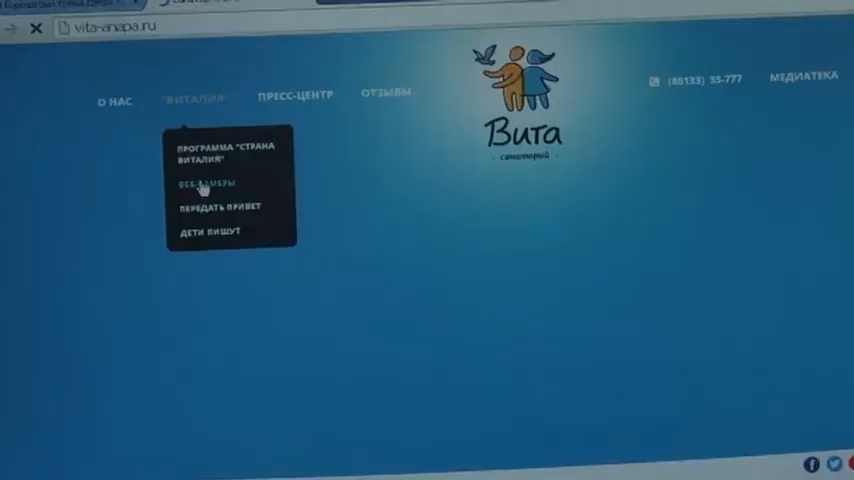 vita-anapa.ru
О НАС
"ВИТАЛИЯ"
ПРЕСС-ЦЕНТР
ОТЗЫВЫ
(86133) 33-777
МЕДИАТЕКА
Вита
- санаторий -
ПРОГРАММА "СТРАНА
ВИТАЛИЯ"
ВЕБ-КАМЕРЫ
ПЕРЕДАТЬ ПРИВЕТ
ДЕТИ ПИШУТ